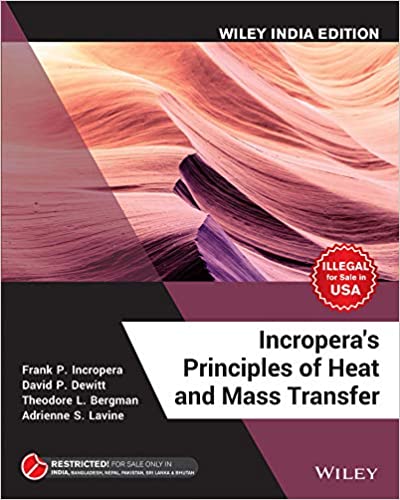 WILEY INDIA EDITION
ILLEGAL
for Sale in
USA
Incropera's
Principles of Heat
and Mass Transfer
Frank P. Incropera
David P. Dewitt
Theodore L. Bergman
Adrienne S. Lavine
RESTRICTED! FOR SALE ONLY IN
INDIA, BANGLADESH, NEPAL, PAKISTAN, SRI LANKA & BHUTAN
WILEY